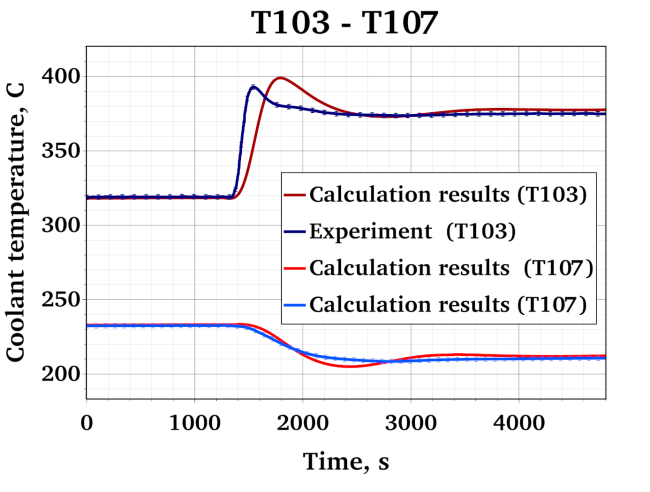 T103 - T107
Coolant temperature, C
400
350
300
250
200
Calculation results (T103)
Experiment (T103)
Calculation results (T107)
Calculation results (T107)
0 1000 2000 3000 4000
Time, s